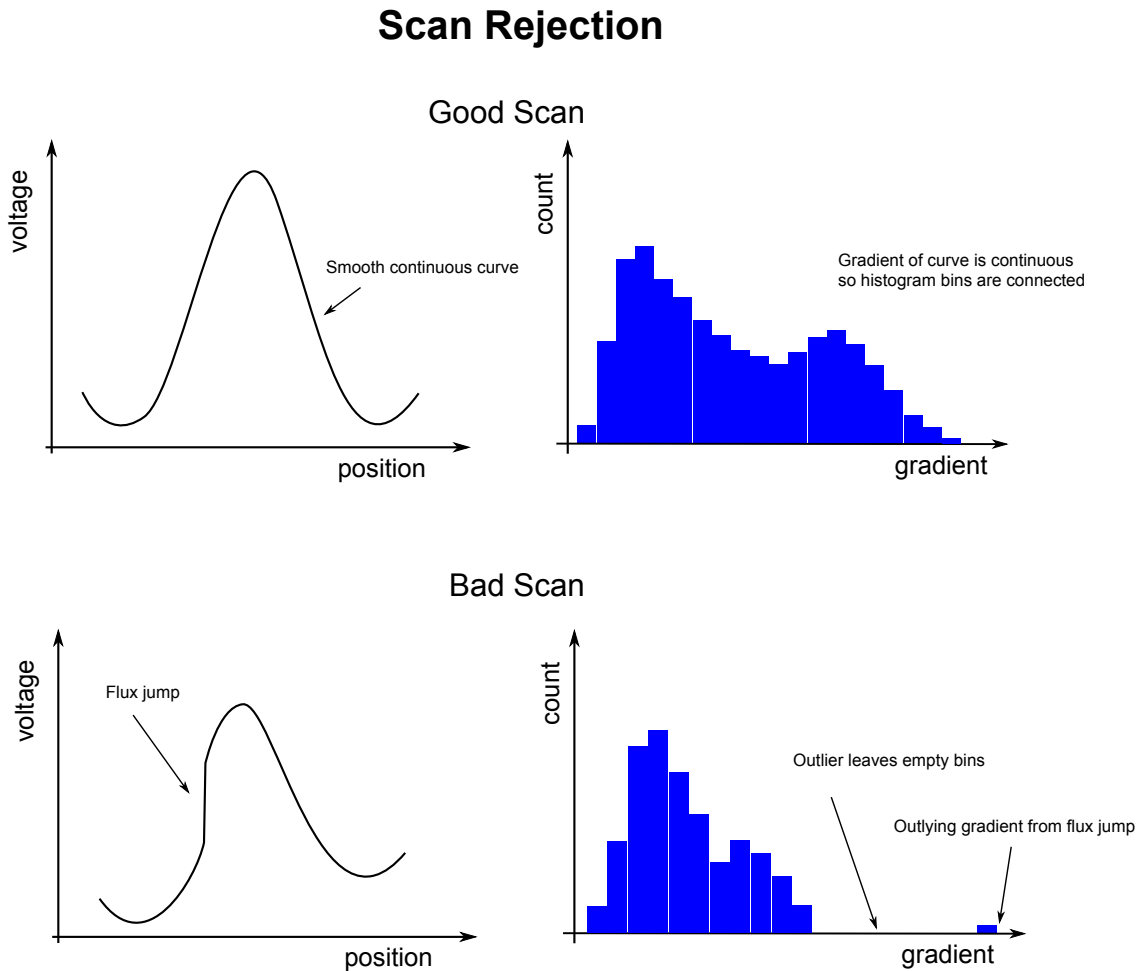 Scan Rejection
Good Scan
voltage
Smooth continuous curve
position
count
Gradient of curve is continuous
so histogram bins are connected
gradient
Bad Scan
voltage
Flux jump
position
count
Outlier leaves empty bins
Outlying gradient from flux jump
gradient